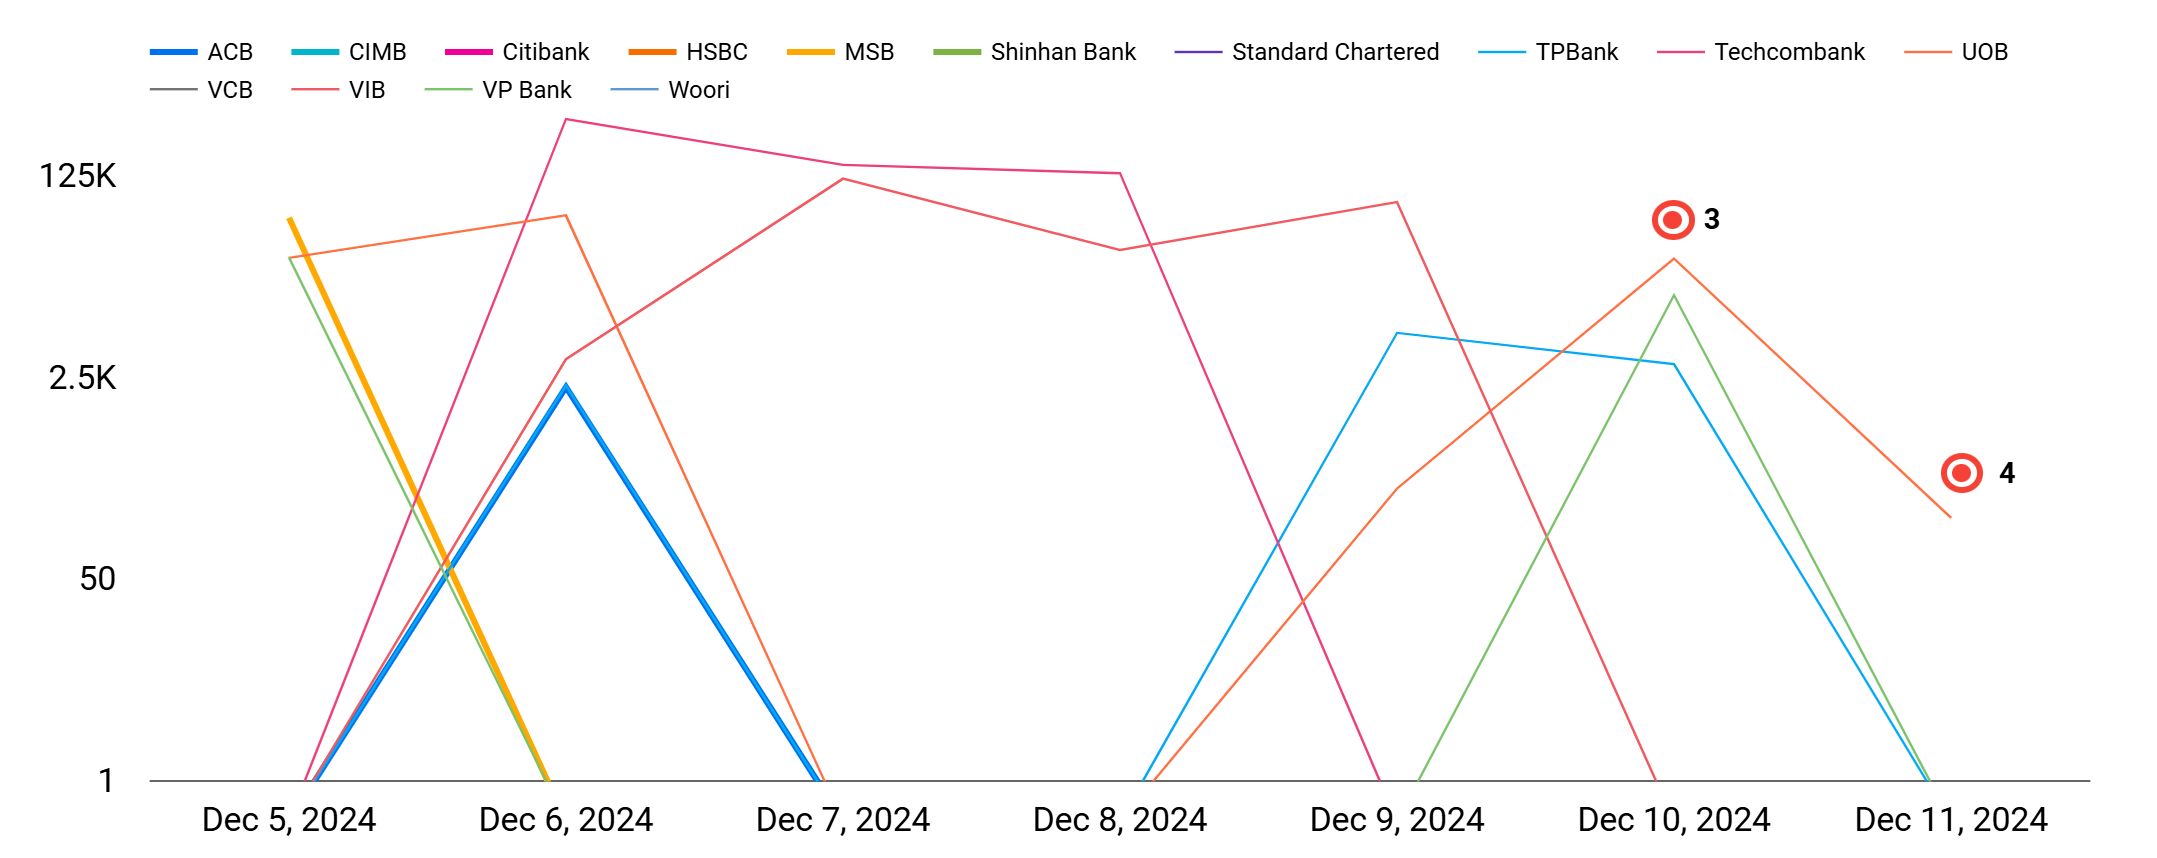 ACB CIMB Citibank HSBC MSB Shinhan Bank Standard Chartered TPBank Techcombank UOB
VCB VIB VP Bank Woori
125K
3
2.5K
4
50
1
Dec 5, 2024 Dec 6, 2024 Dec 7, 2024 Dec 8, 2024 Dec 9, 2024 Dec 10, 2024 Dec 11, 2024